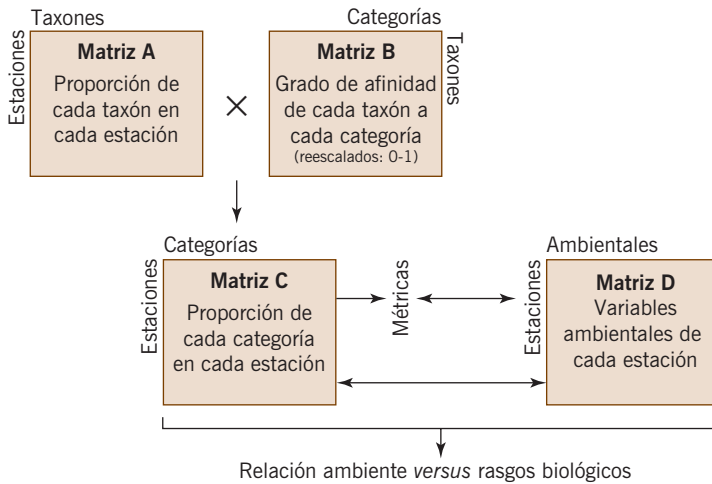 Taxones
Estaciones
Matriz A
Proporción de
cada taxón en
cada estación
×
Categorías
Taxones
Matriz B
Grado de afinidad
de cada taxón a
cada categoría
(reescalados: 0-1)
Categorías
Estaciones
Matriz C
Proporción de
cada categoría
en cada estación
Métricas
Ambientales
Estaciones
Matriz D
Variables
ambientales de
cada estación
Relación ambiente versus rasgos biológicos